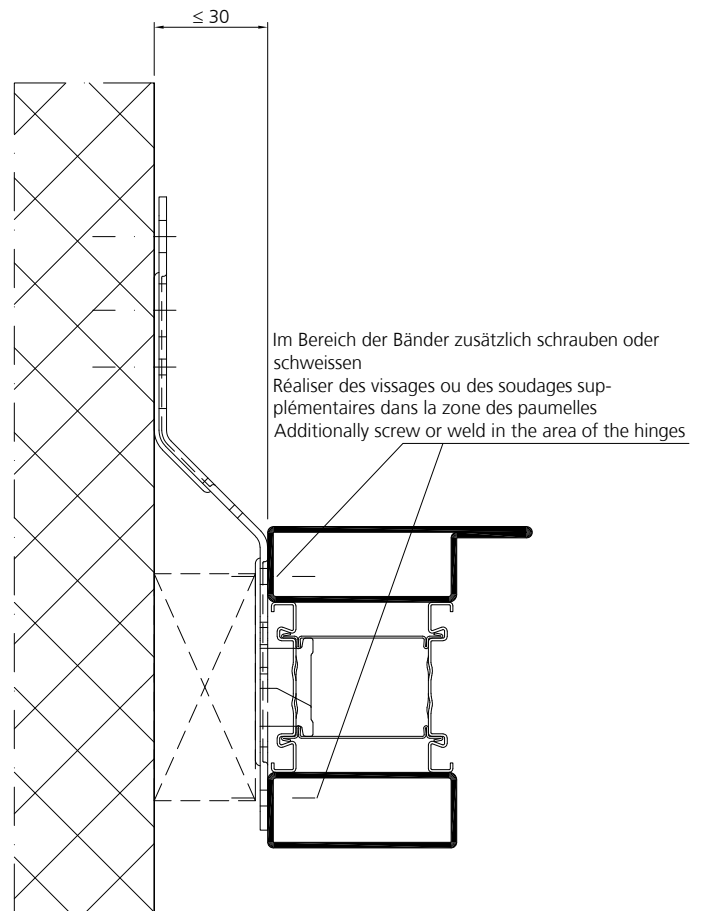 ≤ 30
Im Bereich der Bänder zusätzlich schrauben oder
schweissen
Réaliser des vissages ou des soudages sup-
plémentaires dans la zone des paumelles
Additionally screw or weld in the area of the hinges